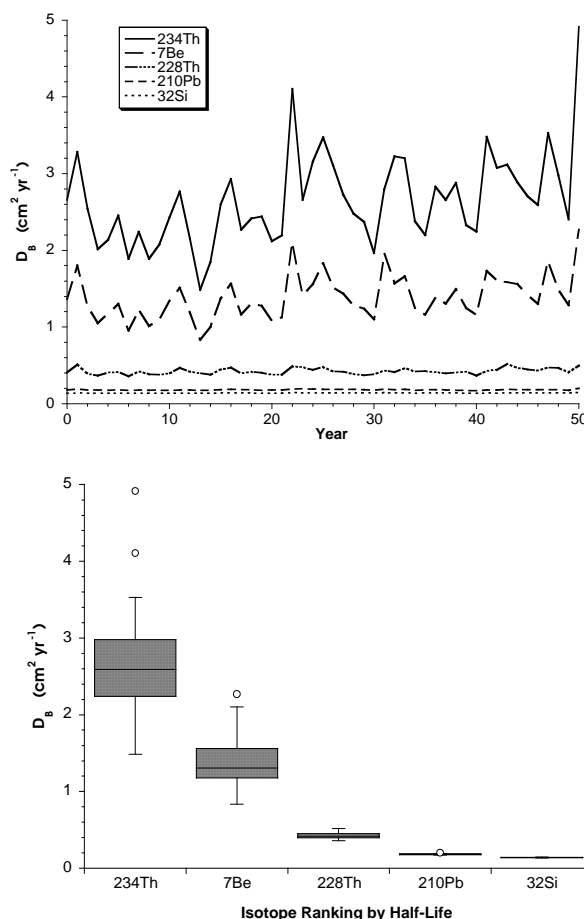 5
4
3
2
1
0
D_B (cm² yr⁻¹)
234Th
7Be
228Th
210Pb
32Si
0 10 20 30 40 50
Year
5
4
3
2
1
0
D_B (cm² yr⁻¹)
234Th 7Be 228Th 210Pb 32Si
Isotope Ranking by Half-Life